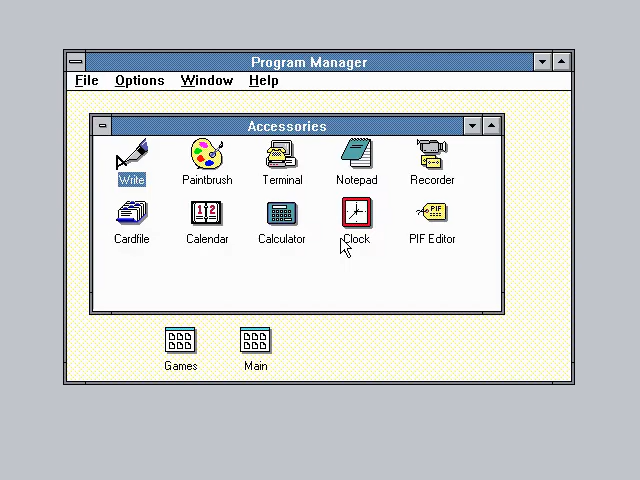 Program Manager
File Options Window Help
Accessories
Write Paintbrush Terminal Notepad Recorder
12
PIF
Cardfile Calendar Calculator Clock PIF Editor
Games Main